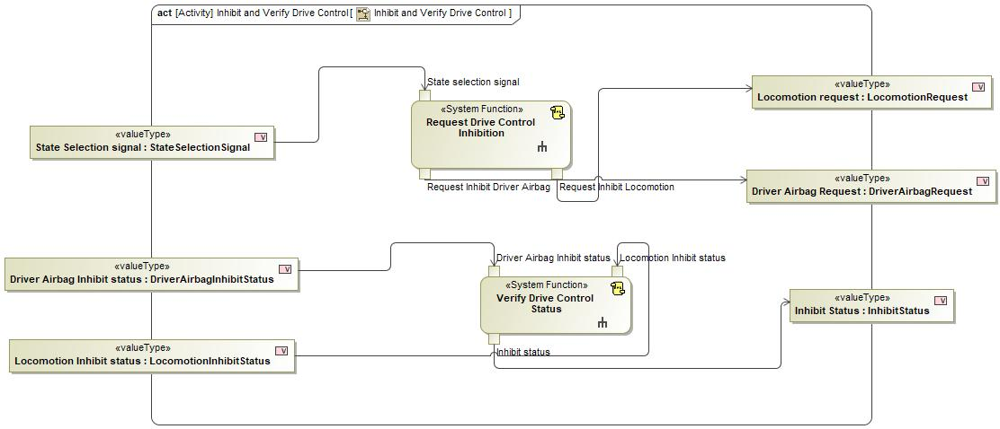 act [Activity] Inhibit and Verify Drive Control [ Inhibit and Verify Drive Control ]
State selection signal
«System Function»
Request Drive Control
Inhibition
Request Inhibit Driver Airbag
Request Inhibit Locomotion
«valueType»
State Selection signal : StateSelectionSignal
«valueType»
Locomotion request : LocomotionRequest
«valueType»
Driver Airbag Request : DriverAirbagRequest
«valueType»
Driver Airbag Inhibit status : DriverAirbagInhibitStatus
Driver Airbag Inhibit status
Locomotion Inhibit status
«System Function»
Verify Drive Control
Status
Inhibit status
«valueType»
Inhibit Status : InhibitStatus
«valueType»
Locomotion Inhibit status : LocomotionInhibitStatus